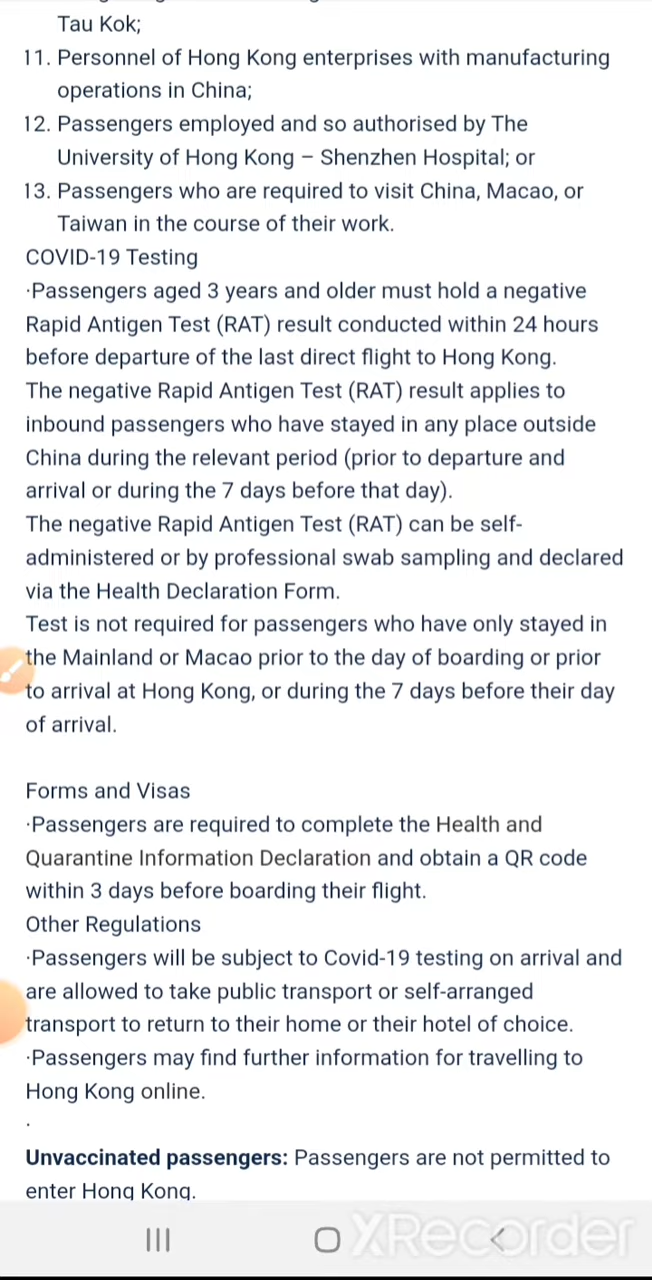 Tau Kok;
11. Personnel of Hong Kong enterprises with manufacturing
operations in China;
12. Passengers employed and so authorised by The
University of Hong Kong – Shenzhen Hospital; or
13. Passengers who are required to visit China, Macao, or
Taiwan in the course of their work.
COVID-19 Testing
·Passengers aged 3 years and older must hold a negative
Rapid Antigen Test (RAT) result conducted within 24 hours
before departure of the last direct flight to Hong Kong.
The negative Rapid Antigen Test (RAT) result applies to
inbound passengers who have stayed in any place outside
China during the relevant period (prior to departure and
arrival or during the 7 days before that day).
The negative Rapid Antigen Test (RAT) can be self-
administered or by professional swab sampling and declared
via the Health Declaration Form.
Test is not required for passengers who have only stayed in
the Mainland or Macao prior to the day of boarding or prior
to arrival at Hong Kong, or during the 7 days before their day
of arrival.
Forms and Visas
·Passengers are required to complete the Health and
Quarantine Information Declaration and obtain a QR code
within 3 days before boarding their flight.
Other Regulations
·Passengers will be subject to Covid-19 testing on arrival and
are allowed to take public transport or self-arranged
transport to return to their home or their hotel of choice.
·Passengers may find further information for travelling to
Hong Kong online.
.
Unvaccinated passengers: Passengers are not permitted to
enter Hong Kong.
XRecorder